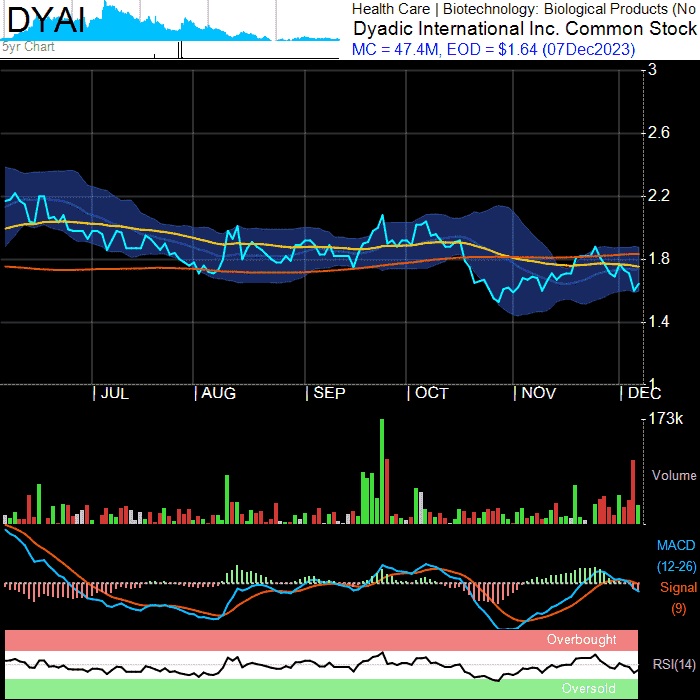 DYAI
5yr Chart
Health Care | Biotechnology: Biological Products (No
Dyadic International Inc. Common Stock
MC = 47.4M, EOD = $1.64 (07Dec2023)
3
2.6
2.2
1.8
1.4
1
| JUL | AUG | SEP | OCT | NOV | DEC
173k
Volume
MACD
(12-26)
Signal
(9)
Overbought
RSI(14)
Oversold